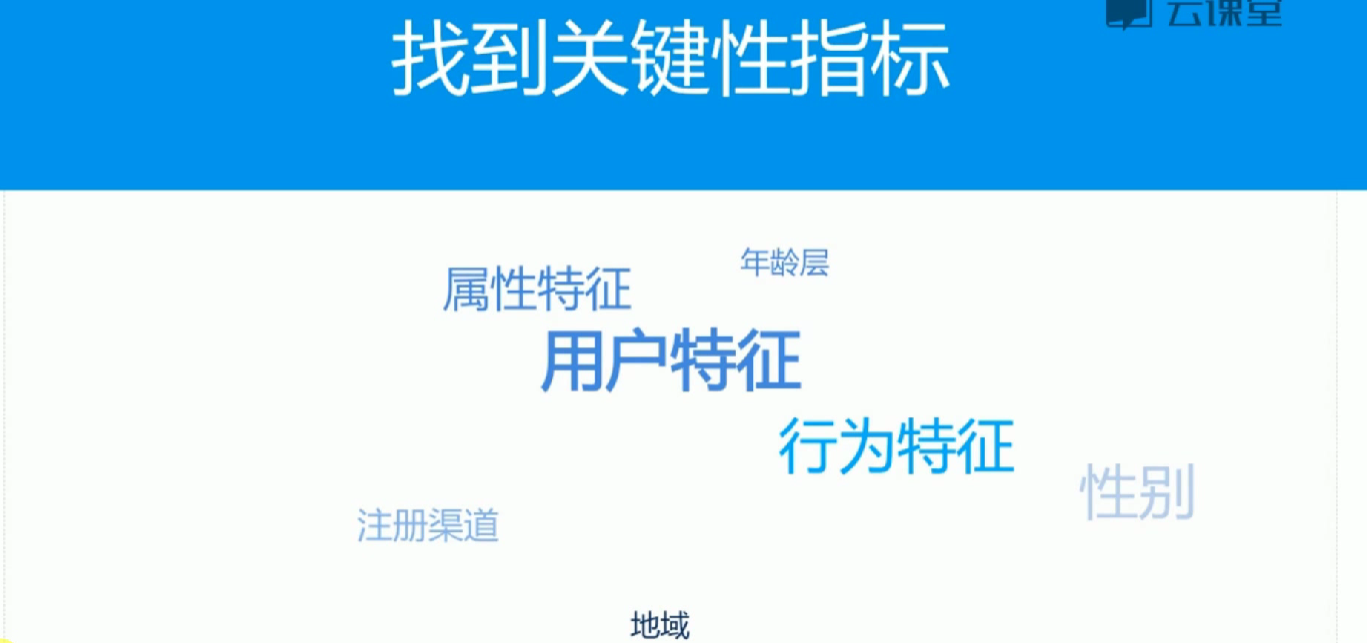 云课堂
找到关键性指标
年龄层
属性特征
用户特征
行为特征
性别
注册渠道
地域